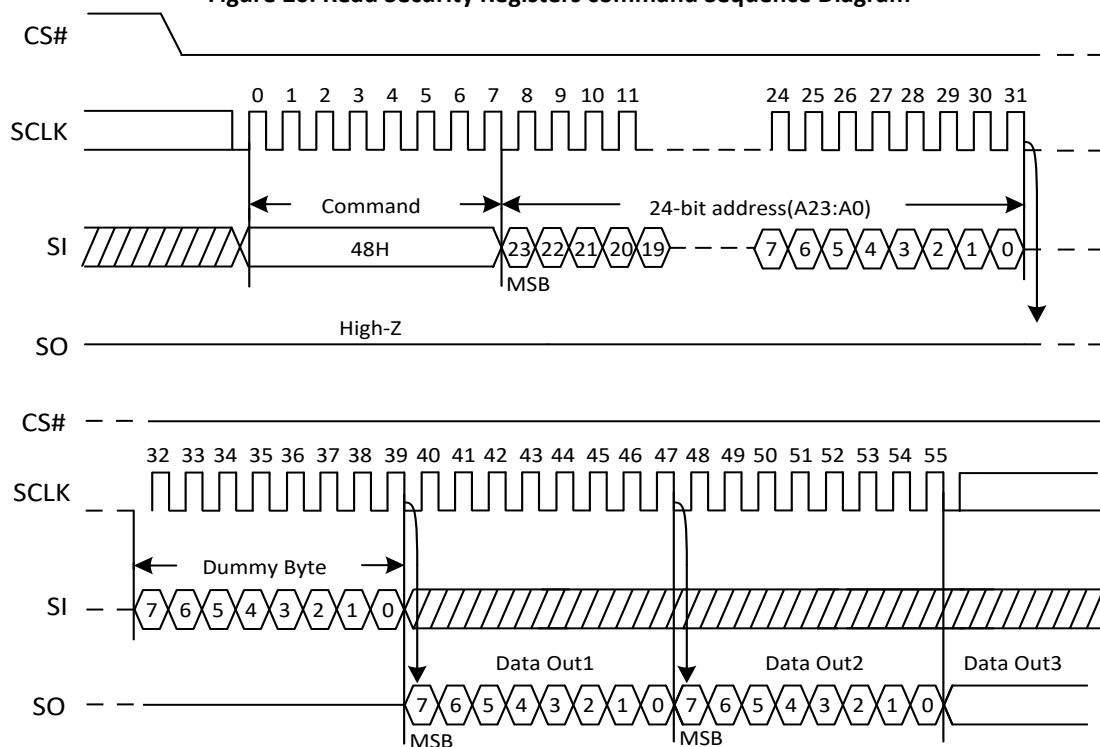 Figure 20. Read Security Registers command Sequence Diagram
CS#
0 1 2 3 4 5 6 7 8 9 10 11 24 25 26 27 28 29 30 31
SCLK
Command 24-bit address(A23:A0)
SI 48H 23 22 21 20 19 7 6 5 4 3 2 1 0
MSB
High-Z
SO
CS#
32 33 34 35 36 37 38 39 40 41 42 43 44 45 46 47 48 49 50 51 52 53 54 55
SCLK
Dummy Byte
SI 7 6 5 4 3 2 1 0
Data Out1 Data Out2 Data Out3
SO 7 6 5 4 3 2 1 0 7 6 5 4 3 2 1 0
MSB MSB